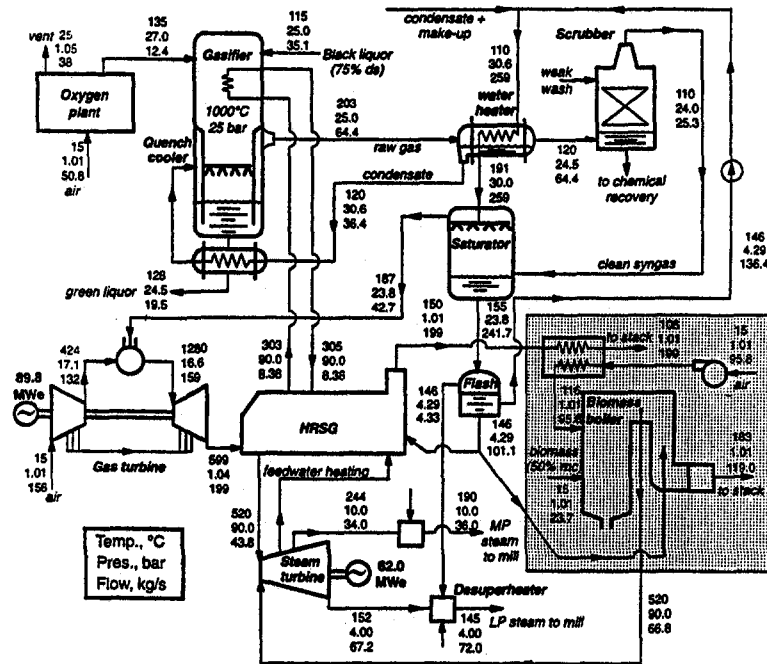 vent
25
1.05
38
135
27.0
12.4
115
25.0
35.1
Black liquor
(75% ds)
condensate +
make-up
110
30.6
259
Scrubber
Gasifier
Oxygen
plant
1000°C
25 bar
203
25.0
64.4
water
heater
weak
wash
110
24.0
25.3
Quench
cooler
raw gas
condensate
15
1.01
50.8
air
120
30.6
36.4
191
30.0
259
120
24.5
64.4
to chemical
recovery
Saturator
clean syngas
146
4.29
136.4
128
24.5
19.5
green liquor
187
23.8
42.7
150
1.01
199
155
23.8
241.7
to stack
1.01
199
15
1.01
95.8
air
424
17.1
132
1280
16.6
159
303
90.0
8.36
305
90.0
8.36
146
4.29
4.33
Flash
146
4.29
101.1
1.01
Biomass
boiler
89.8
MWe
HRSG
biomass
(50% mc)
15
1.01
23.7
183
1.01
119.0
to stack
Gas turbine
15
1.01
156
air
599
1.04
199
feedwater heating
244
10.0
34.0
190
10.0
36.0
MP
steam
to mill
Temp., °C
Pres., bar
Flow, kg/s
520
90.0
43.8
Steam
turbine
62.0
MWe
Desuperheater
152
4.00
67.2
145
4.00
72.0
LP steam to mill
520
90.0
66.8